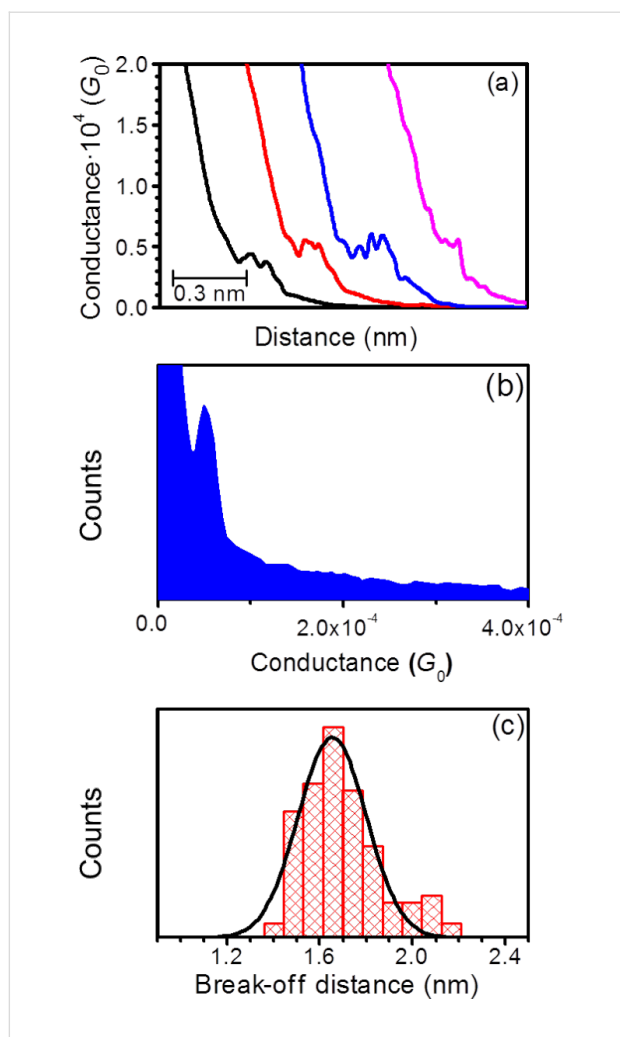 (a)
Conductance·10⁴ (G₀)
2.0
1.5
1.0
0.5
0.0
0.3 nm
Distance (nm)
(b)
Counts
0.0
2.0x10⁻⁴
4.0x10⁻⁴
Conductance (G₀)
(c)
Counts
1.2
1.6
2.0
2.4
Break-off distance (nm)